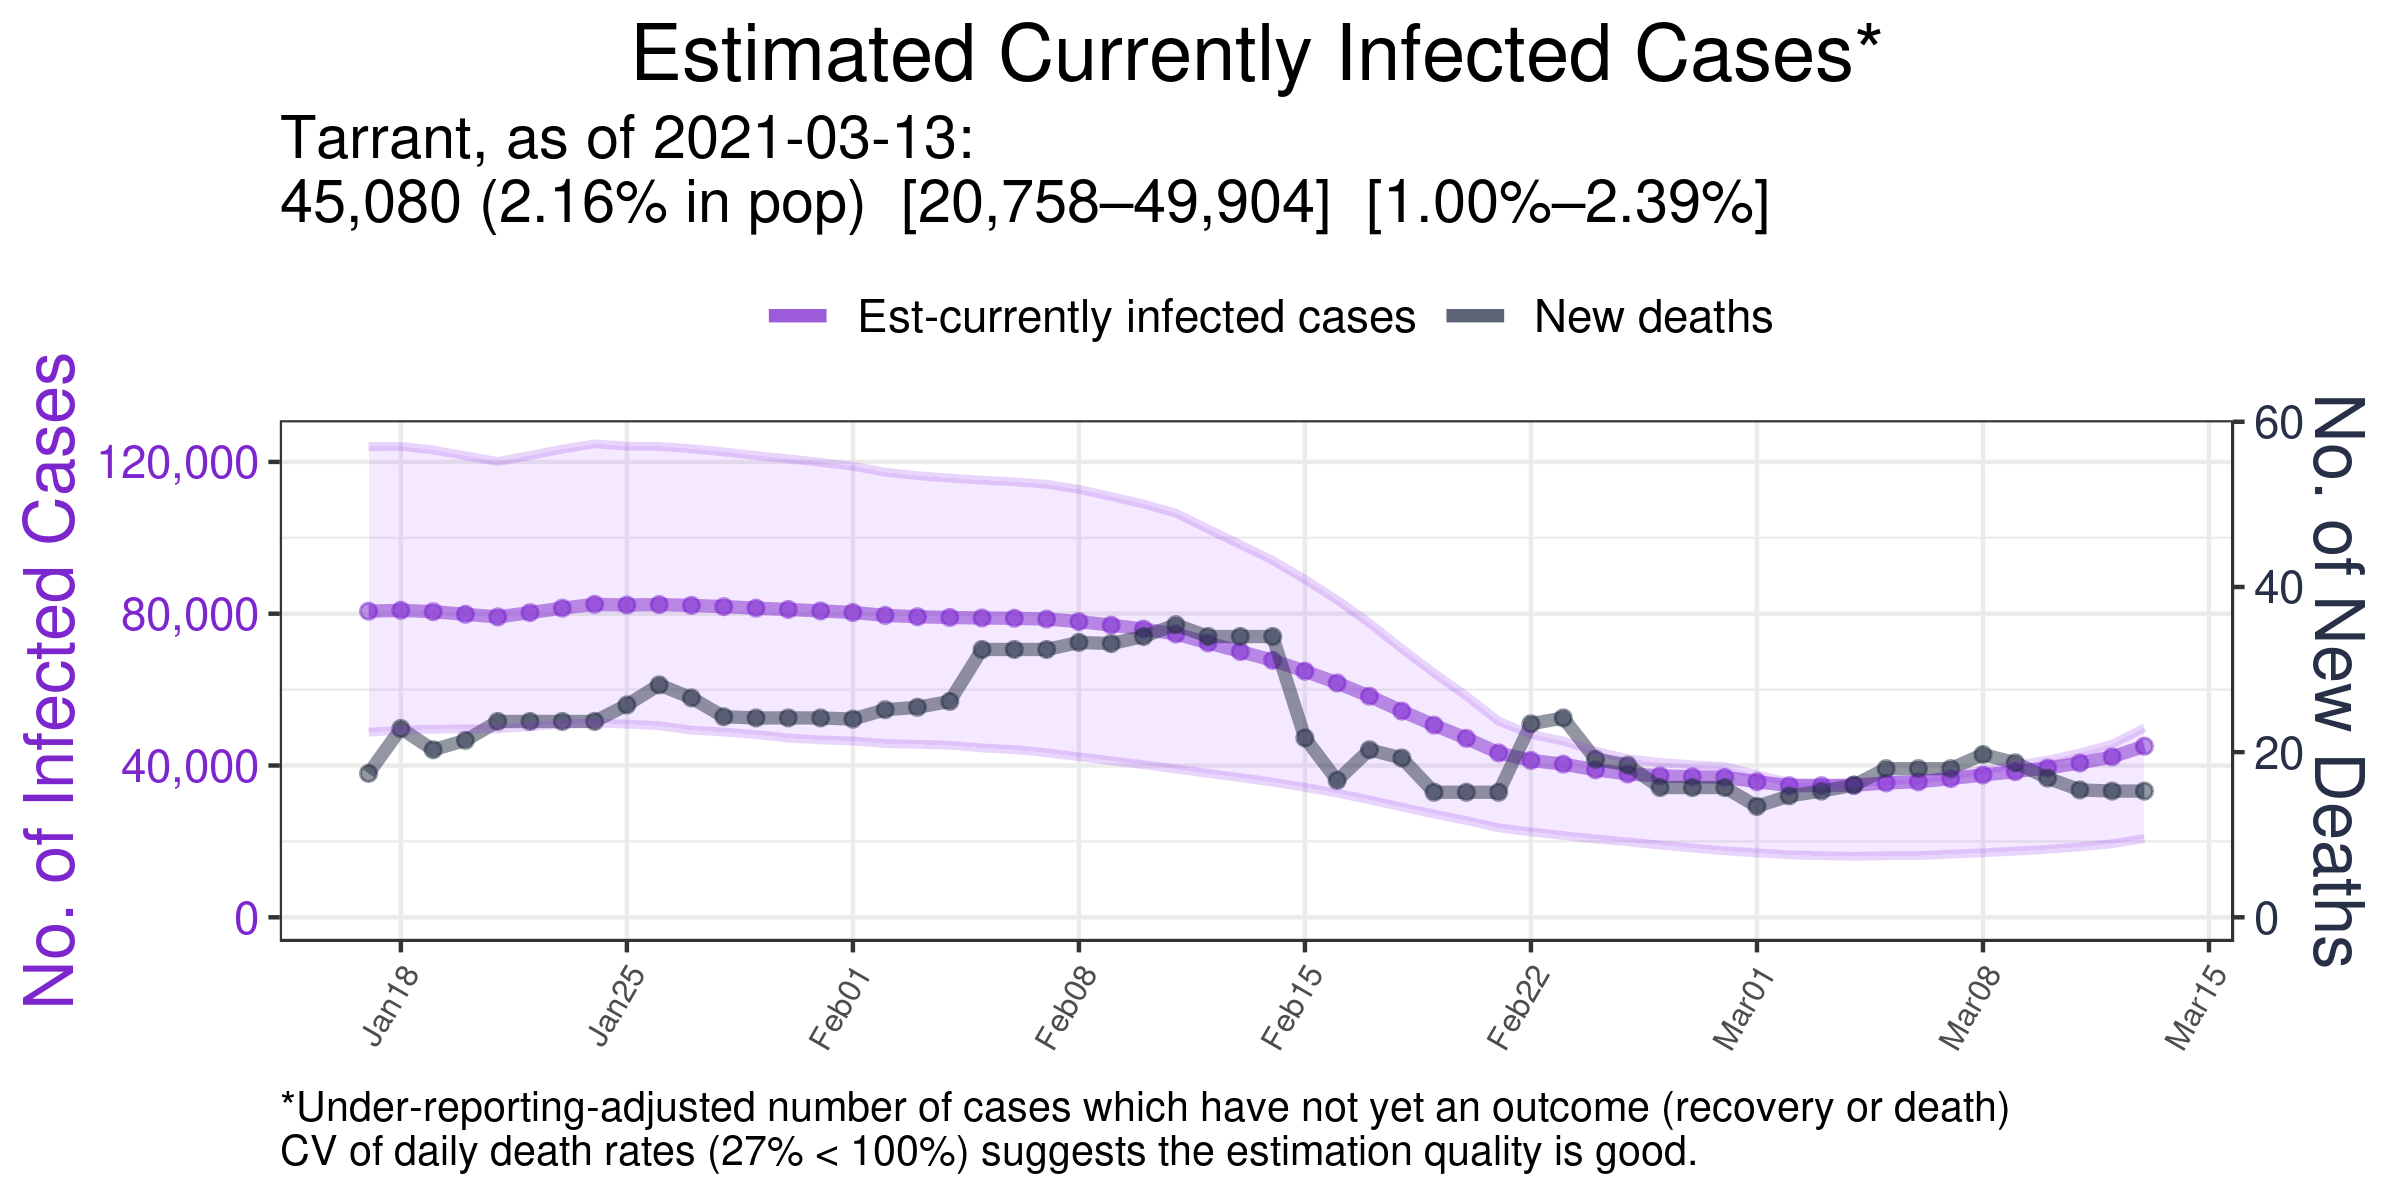 Estimated Currently Infected Cases*
Tarrant, as of 2021-03-13:
45,080 (2.16% in pop)  [20,758–49,904]  [1.00%–2.39%]
Est-currently infected cases
New deaths
No. of Infected Cases
120,000
80,000
40,000
0
60
40
20
0
No. of New Deaths
Jan18
Jan25
Feb01
Feb08
Feb15
Feb22
Mar01
Mar08
Mar15
*Under-reporting-adjusted number of cases which have not yet an outcome (recovery or death)
CV of daily death rates (27% < 100%) suggests the estimation quality is good.